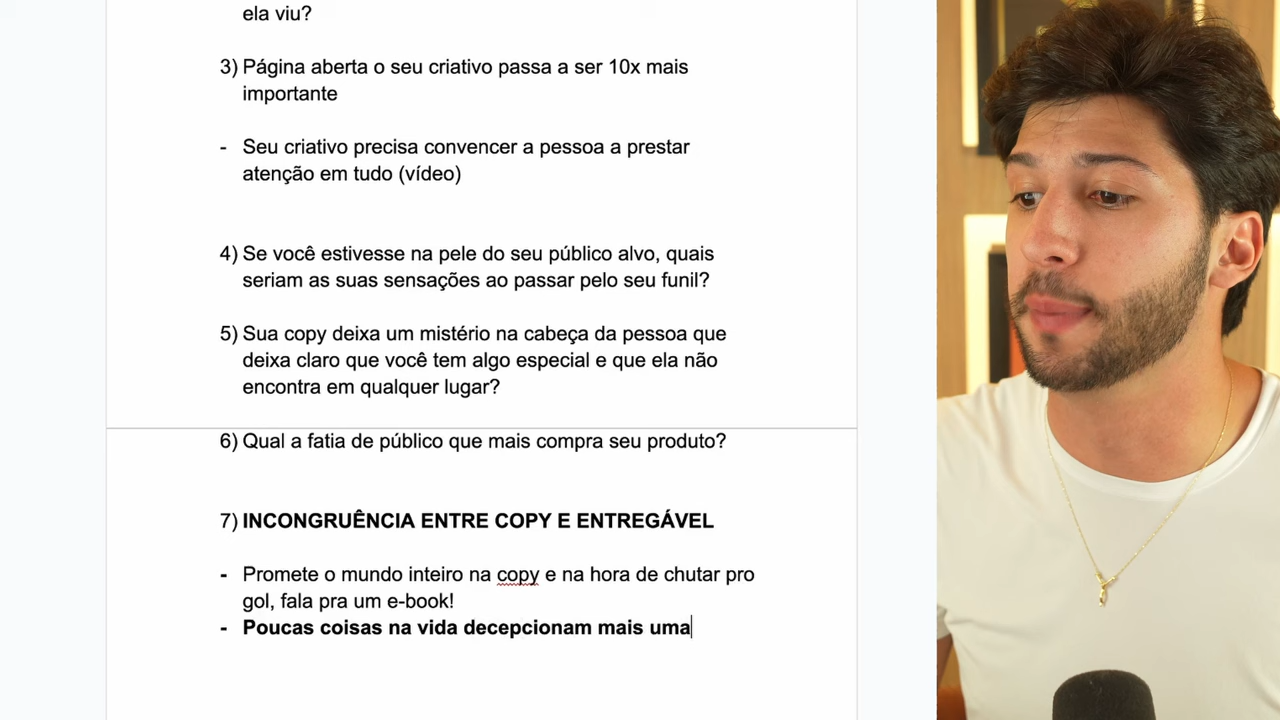 ela viu?
3) Página aberta o seu criativo passa a ser 10x mais
importante
- Seu criativo precisa convencer a pessoa a prestar
atenção em tudo (vídeo)
4) Se você estivesse na pele do seu público alvo, quais
seriam as suas sensações ao passar pelo seu funil?
5) Sua copy deixa um mistério na cabeça da pessoa que
deixa claro que você tem algo especial e que ela não
encontra em qualquer lugar?
6) Qual a fatia de público que mais compra seu produto?
7) INCONGRUÊNCIA ENTRE COPY E ENTREGÁVEL
- Promete o mundo inteiro na copy e na hora de chutar pro
gol, fala pra um e-book!
- Poucas coisas na vida decepcionam mais uma